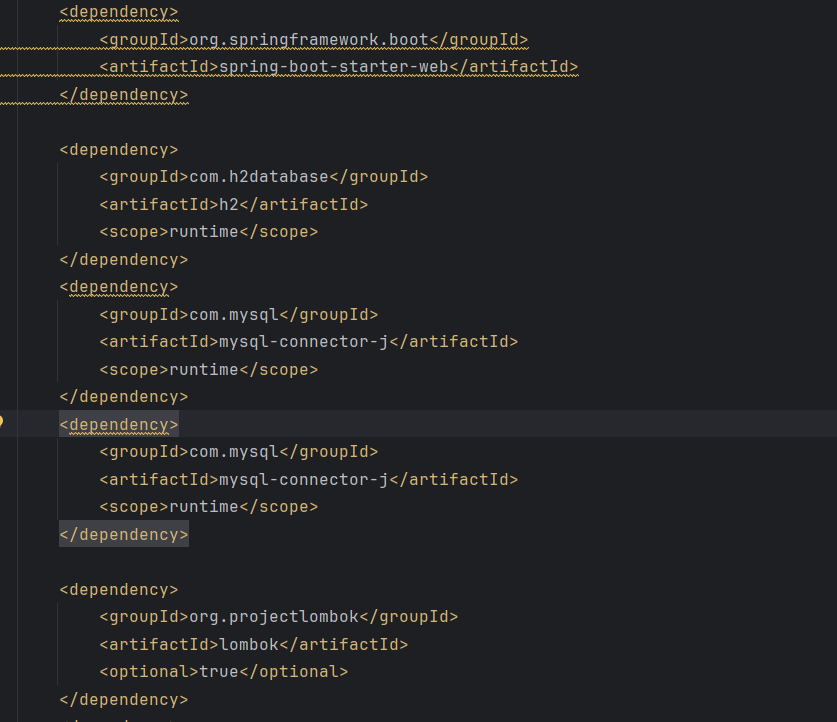 <dependency>
<groupId>org.springframework.boot</groupId>
<artifactId>spring-boot-starter-web</artifactId>
</dependency>
<dependency>
<groupId>com.h2database</groupId>
<artifactId>h2</artifactId>
<scope>runtime</scope>
</dependency>
<dependency>
<groupId>com.mysql</groupId>
<artifactId>mysql-connector-j</artifactId>
<scope>runtime</scope>
</dependency>
<dependency>
<groupId>com.mysql</groupId>
<artifactId>mysql-connector-j</artifactId>
<scope>runtime</scope>
</dependency>
<dependency>
<groupId>org.projectlombok</groupId>
<artifactId>lombok</artifactId>
<optional>true</optional>
</dependency>